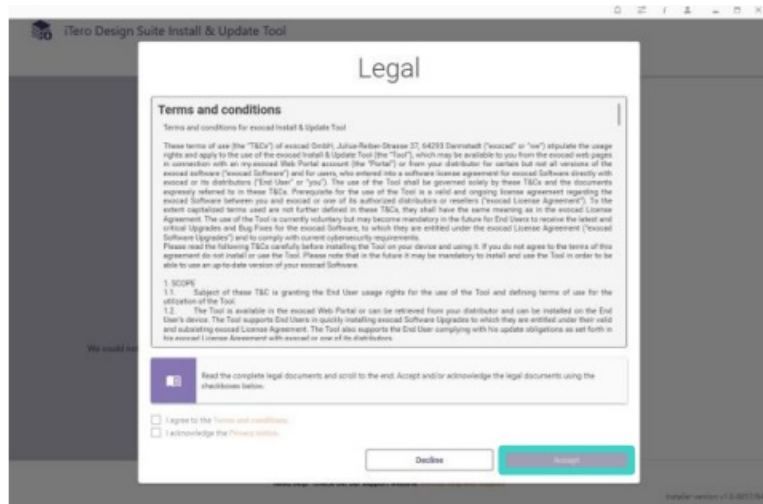 iTero Design Suite Install & Update Tool
Legal
Terms and conditions
Terms and conditions for exocad Install & Update Tool
These terms of use (the "T&Cs") of exocad GmbH, Julius-Reiber-Strasse 37, 64293 Darmstadt ("exocad" or "we") stipulate the usage
rights and apply to the use of the exocad Install & Update Tool (the "Tool"), which may be available to you from the exocad web pages
in connection with an my.exocad Web Portal account (the "Portal") or from your distributor for certain but not all versions of the
exocad software ("exocad Software") and for users, who entered into a software license agreement for exocad Software directly with
exocad or its distributors ("End User" or "you"). The use of the Tool shall be governed solely by these T&Cs and the documents
expressly referred to in these T&Cs. Prerequisite for the use of the Tool is a valid and ongoing license agreement regarding the
exocad Software between you and exocad or one of its authorized distributors or resellers ("exocad License Agreement"). To the
extent capitalized terms used are not further defined in these T&Cs, they shall have the same meaning as in the exocad License
Agreement. The use of the Tool is currently voluntary but may become mandatory in the future for End Users to receive the latest and
critical Upgrades and Bug Fixes for the exocad Software, to which they are entitled under the exocad License Agreement ("exocad
Software Upgrades") and to comply with current cybersecurity requirements.
Please read the following T&Cs carefully before installing the Tool on your device and using it. If you do not agree to the terms of this
agreement do not install or use the Tool. Please note that in the future it may be mandatory to install and use the Tool in order to be
able to use an up-to-date version of your exocad Software.
1. SCOPE
1.1. Subject of these T&C is granting the End User usage rights for the use of the Tool and defining terms of use for the
utilization of the Tool.
1.2. The Tool is available in the exocad Web Portal or can be retrieved from your distributor and can be installed on the End
User's device. The Tool supports End Users in quickly installing exocad Software Upgrades to which they are entitled under their valid
and subsisting exocad License Agreement. The Tool also supports the End User complying with his update obligations as set forth in
his exocad License Agreement with exocad or one of its distributors.
We could not
Read the complete legal documents and scroll to the end. Accept and/or acknowledge the legal documents using the
checkboxes below.
I agree to the Terms and conditions.
I acknowledge the Privacy notice.
Decline
Accept